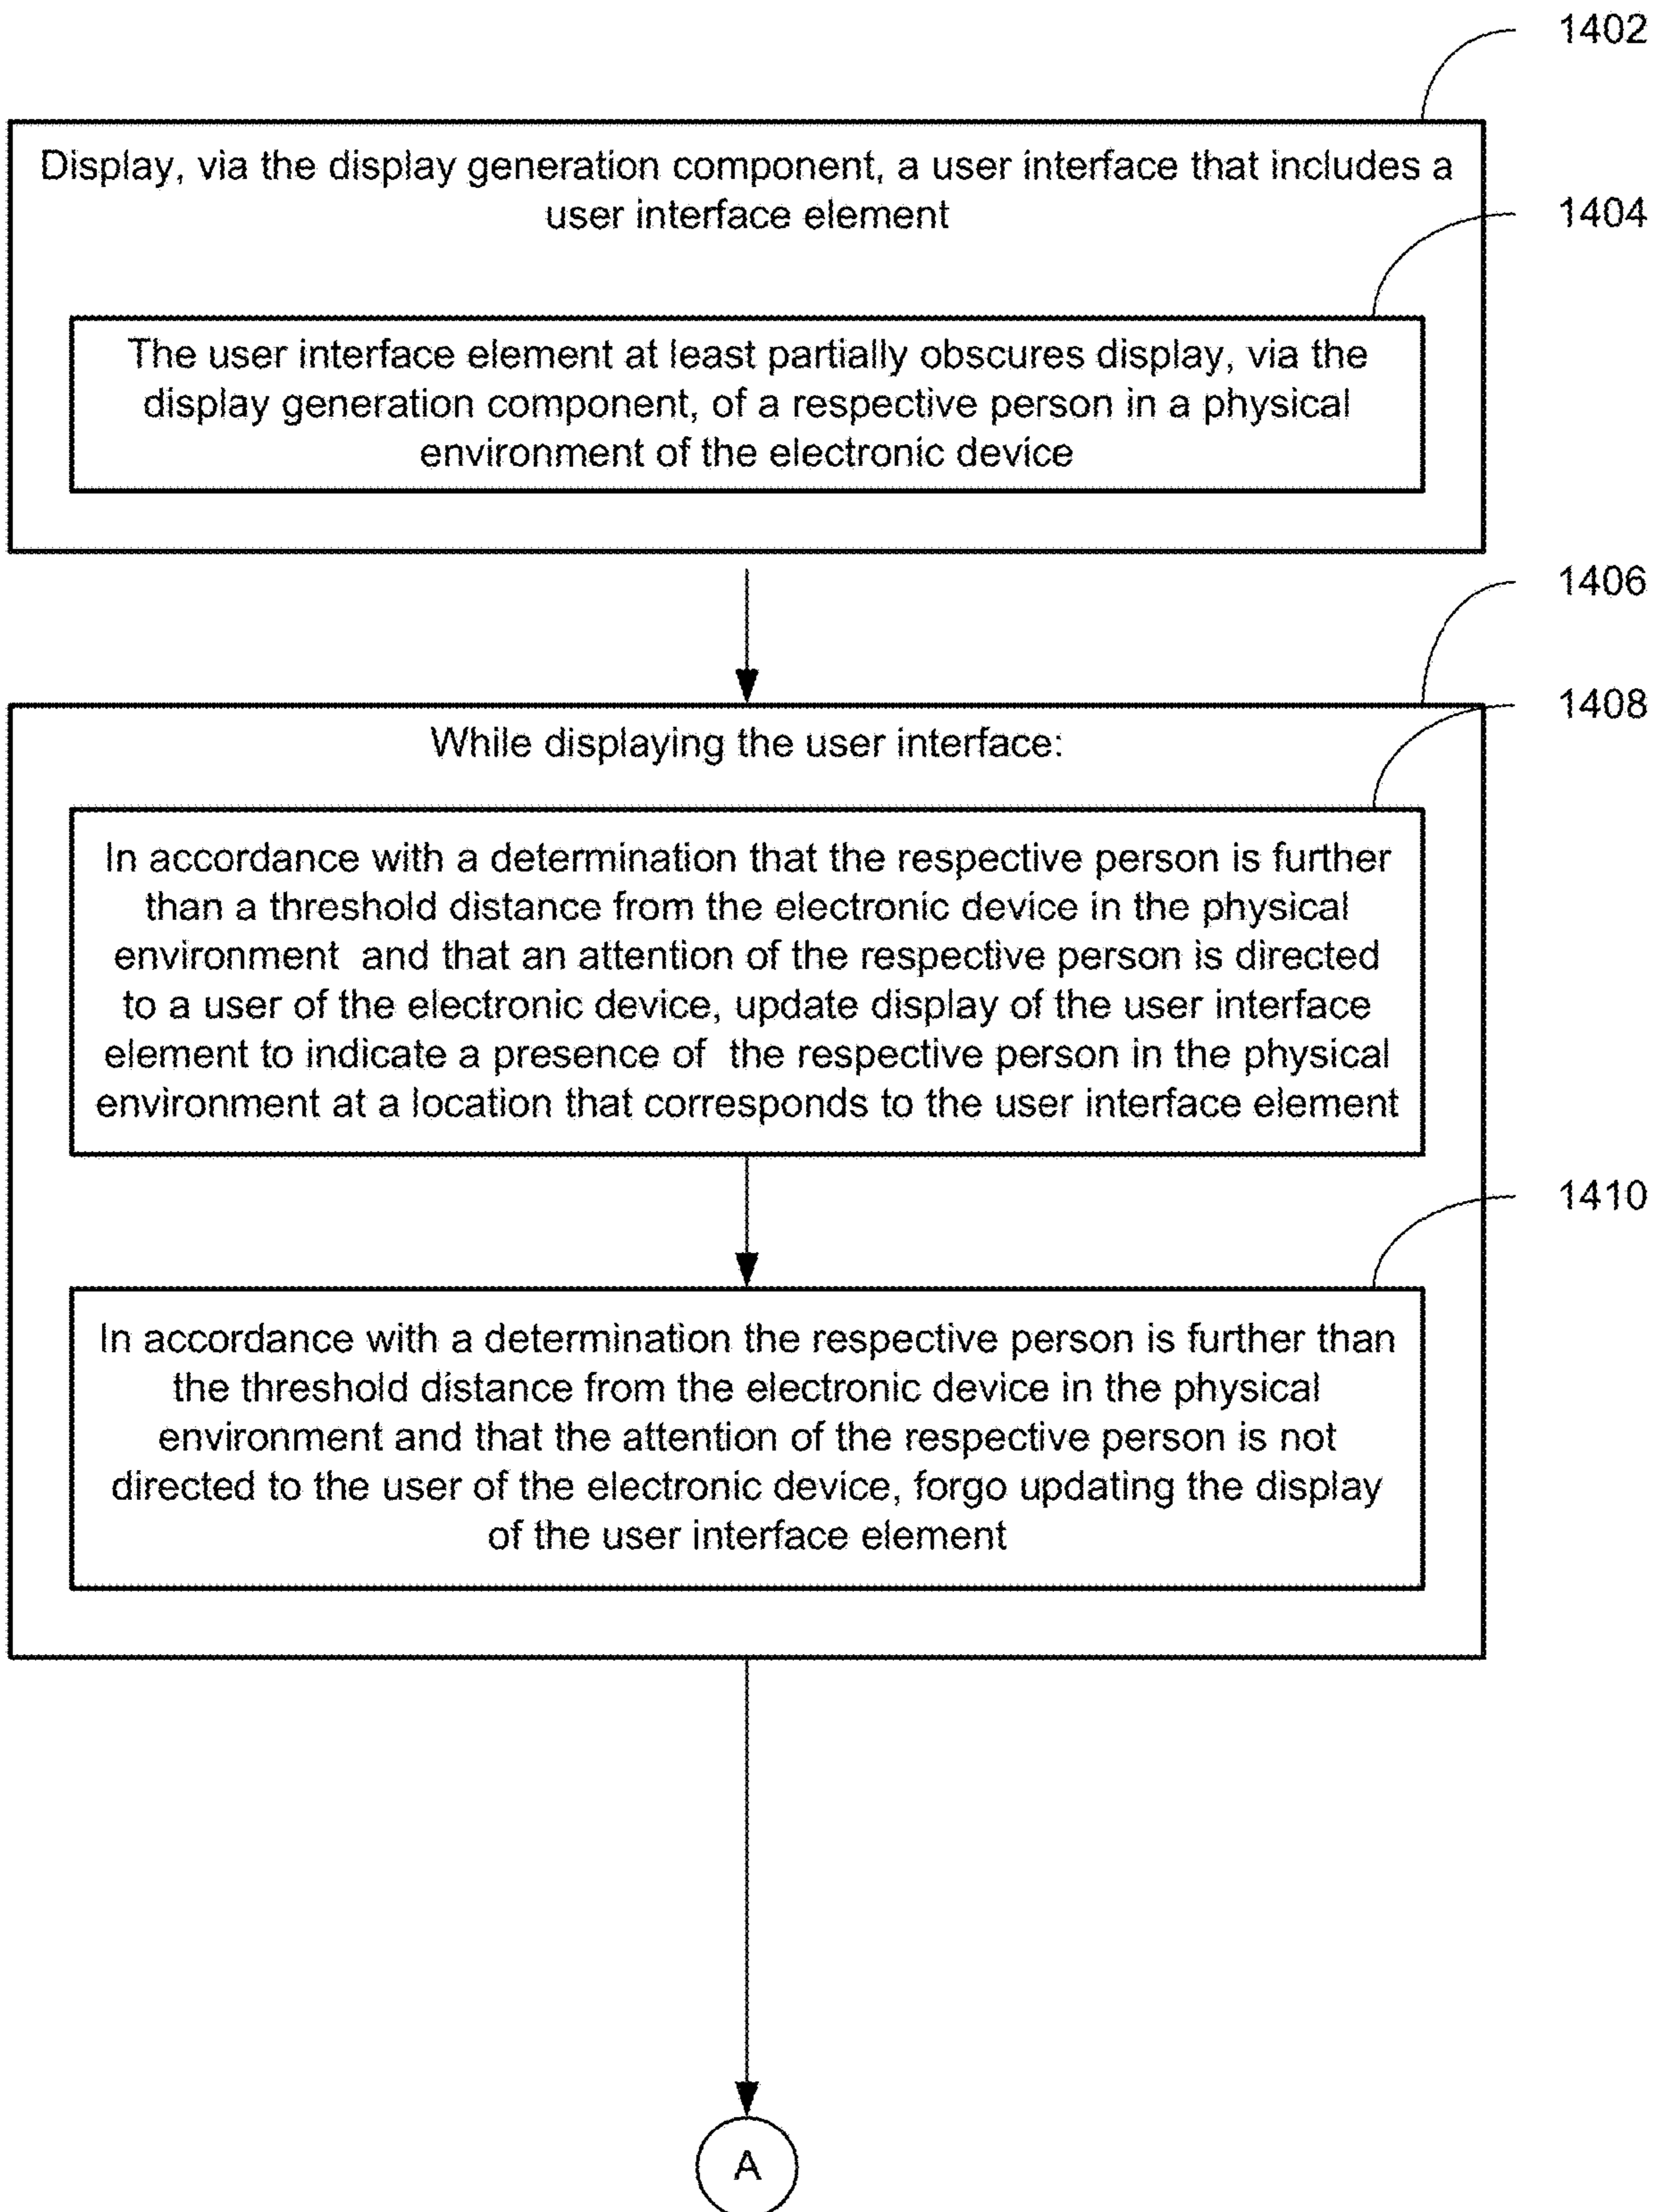 1402
Display, via the display generation component, a user interface that includes a
user interface element
1404
The user interface element at least partially obscures display, via the
display generation component, of a respective person in a physical
environment of the electronic device
1406
While displaying the user interface:
1408
In accordance with a determination that the respective person is further
than a threshold distance from the electronic device in the physical
environment and that an attention of the respective person is directed
to a user of the electronic device, update display of the user interface
element to indicate a presence of the respective person in the physical
environment at a location that corresponds to the user interface element
1410
In accordance with a determination the respective person is further than
the threshold distance from the electronic device in the physical
environment and that the attention of the respective person is not
directed to the user of the electronic device, forgo updating the display
of the user interface element
A